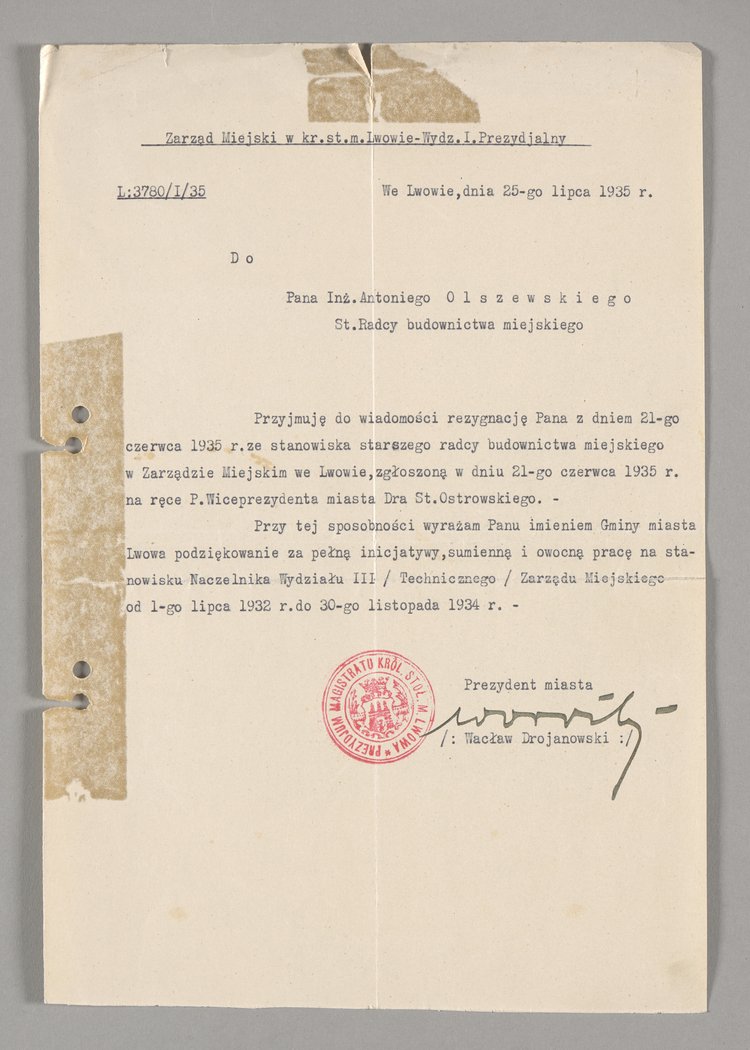 Zarząd Miejski w kr.st.m.Lwowie-Wydz.I.Prezydjalny
L:3780/I/35
We Lwowie,dnia 25-go lipca 1935 r.
D o
Pana Inż.Antoniego O l s z e w s k i e g o
St.Radcy budownictwa miejskiego
Przyjmuję do wiadomości rezygnację Pana z dniem 21-go
czerwca 1935 r.ze stanowiska starszego radcy budownictwa miejskiego
w Zarządzie Miejskim we Lwowie,zgłoszoną w dniu 21-go czerwca 1935 r.
na ręce P.Wiceprezydenta miasta Dra St.Ostrowskiego. -
Przy tej sposobności wyrażam Panu imieniem Gminy miasta
Lwowa podziękowanie za pełną inicjatywy,sumienną i owocną pracę na sta-
nowisku Naczelnika Wydziału III / Technicznego / Zarządu Miejskiego
od 1-go lipca 1932 r.do 30-go listopada 1934 r. -
PREZYDJUM MAGISTRATU KRÓL. STOŁ. M. LWOWA *
Prezydent miasta
/: Wacław Drojanowski :/